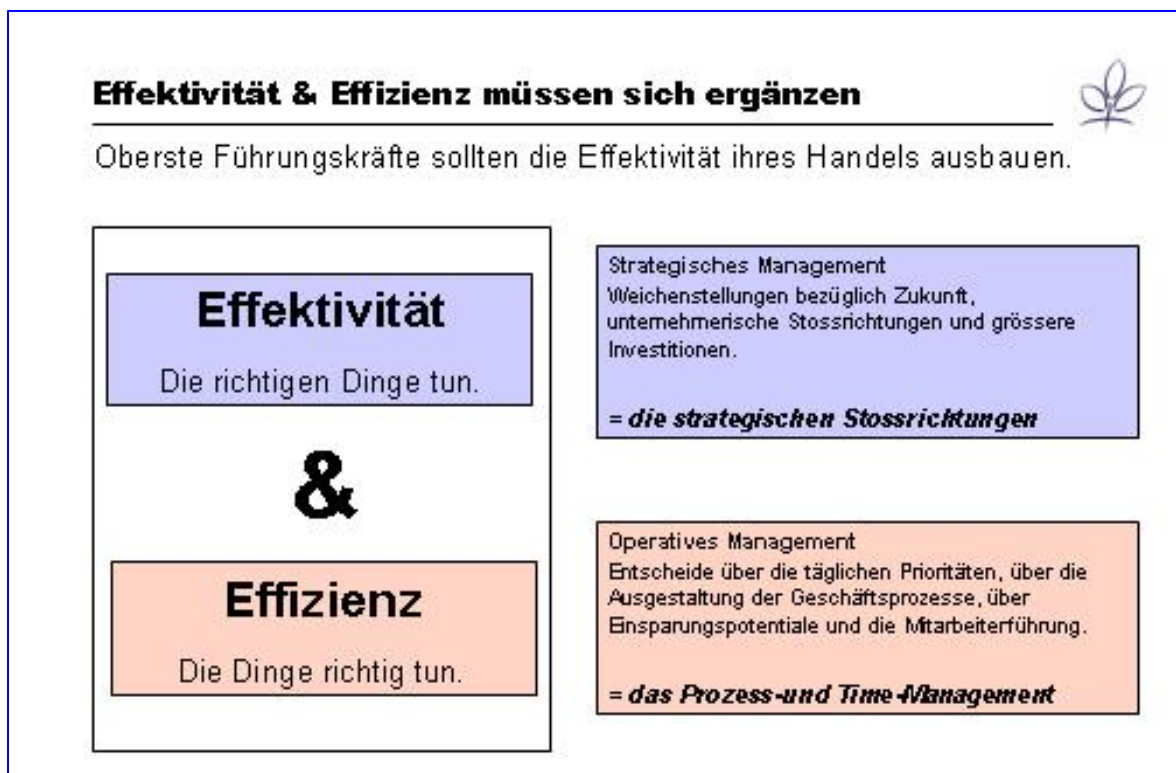 Effektivität & Effizienz müssen sich ergänzen
Oberste Führungskräfte sollten die Effektivität ihres Handels ausbauen.
Effektivität
Die richtigen Dinge tun.
&
Effizienz
Die Dinge richtig tun.
Strategisches Management
Weichenstellungen bezüglich Zukunft,
unternehmerische Stossrichtungen und grössere
Investitionen.
= die strategischen Stossrichtungen
Operatives Management
Entscheide über die täglichen Prioritäten, über die
Ausgestaltung der Geschäftsprozesse, über
Einsparungspotentiale und die Mitarbeiterführung.
= das Prozess-und Time-Management